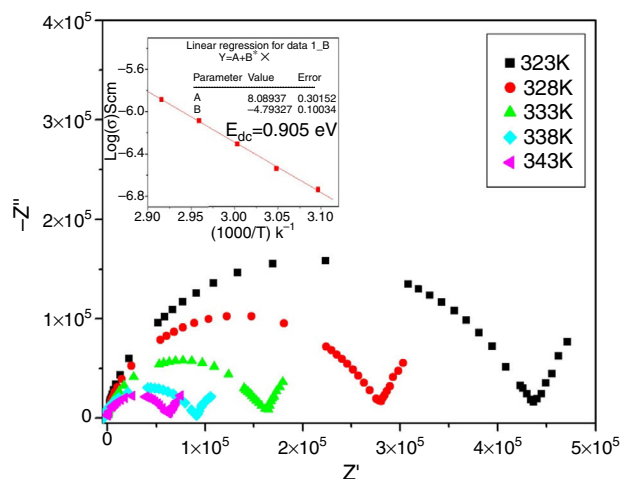 −4×10⁵
−3×10⁵
−2×10⁵
−1×10⁵
0
−Z''
0 1×10⁵ 2×10⁵ 3×10⁵ 4×10⁵ 5×10⁵
Z'
323K
328K
333K
338K
343K
Linear regression for data 1_B
Y=A+B* ×
Parameter Value Error
A 8.08937 0.30152
B −4.79327 0.10034
E_dc=0.905 eV
Log(σ)Scm
−5.6
−6.0
−6.4
−6.8
2.90 2.95 3.00 3.05 3.10
(1000/T) k⁻¹